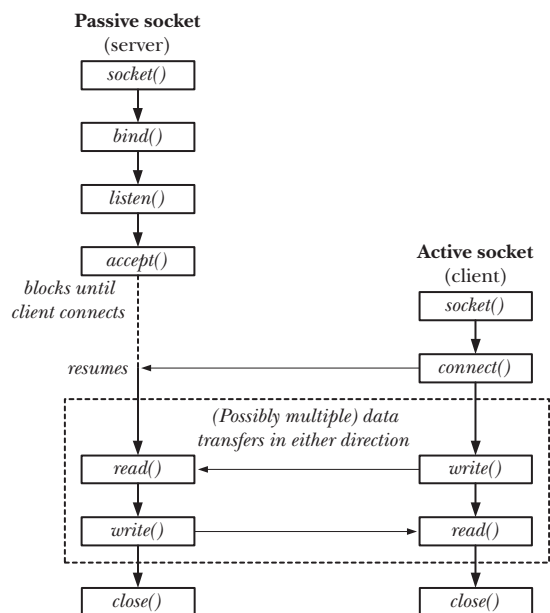 Passive socket
(server)
socket()
bind()
listen()
accept()
blocks until
client connects
resumes
Active socket
(client)
socket()
connect()
(Possibly multiple) data
transfers in either direction
read()
write()
write()
read()
close()
close()